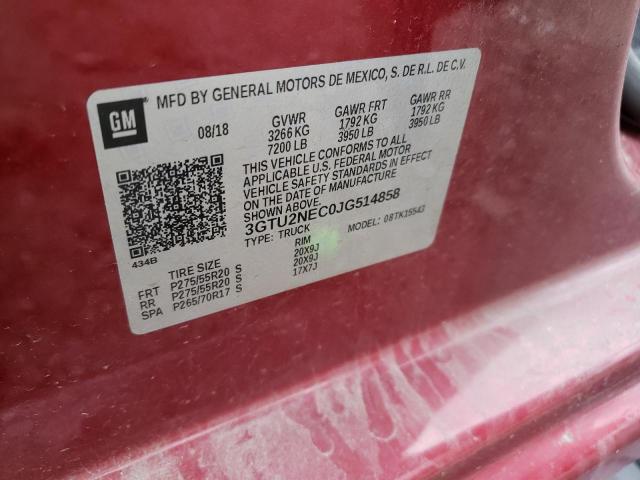 GM
MFD BY GENERAL MOTORS DE MEXICO, S. DE R.L. DE C.V.
08/18 GVWR GAWR FRT GAWR RR
3266 KG 1792 KG 1792 KG
7200 LB 3950 LB 3950 LB
THIS VEHICLE CONFORMS TO ALL
APPLICABLE U.S. FEDERAL MOTOR
VEHICLE SAFETY STANDARDS IN EFFECT
ON THE DATE OF MANUFACTURE
SHOWN ABOVE.
3GTU2NEC0JG514858
TYPE: TRUCK 08TK15543
434B
TIRE SIZE RIM
FRT P275/55R20 S 20X9J
RR P275/55R20 S 20X9J
SPA P265/70R17 S 17X7J